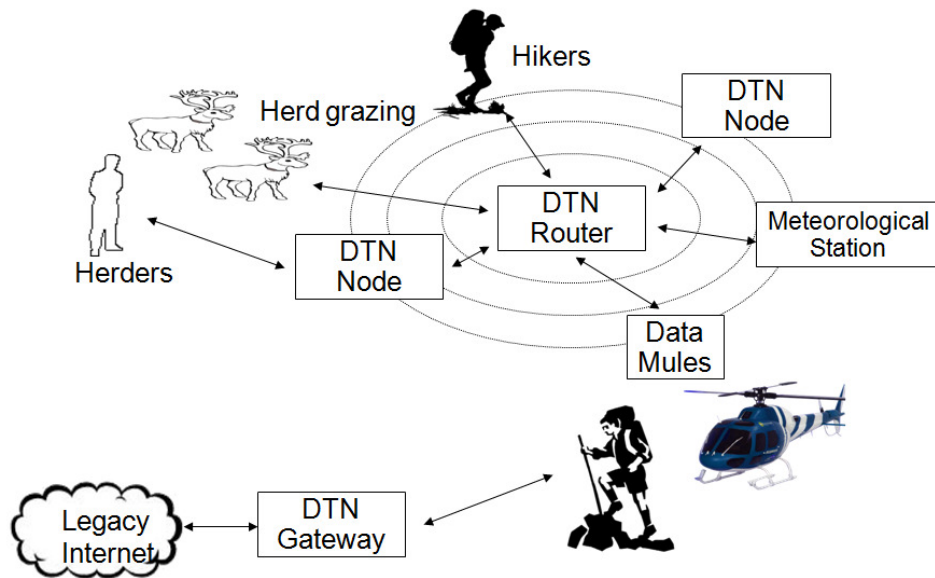 Hikers
DTN
Node
Herd grazing
DTN
Router
Meteorological
Station
DTN
Node
Herders
Data
Mules
DTN
Gateway
Legacy
Internet